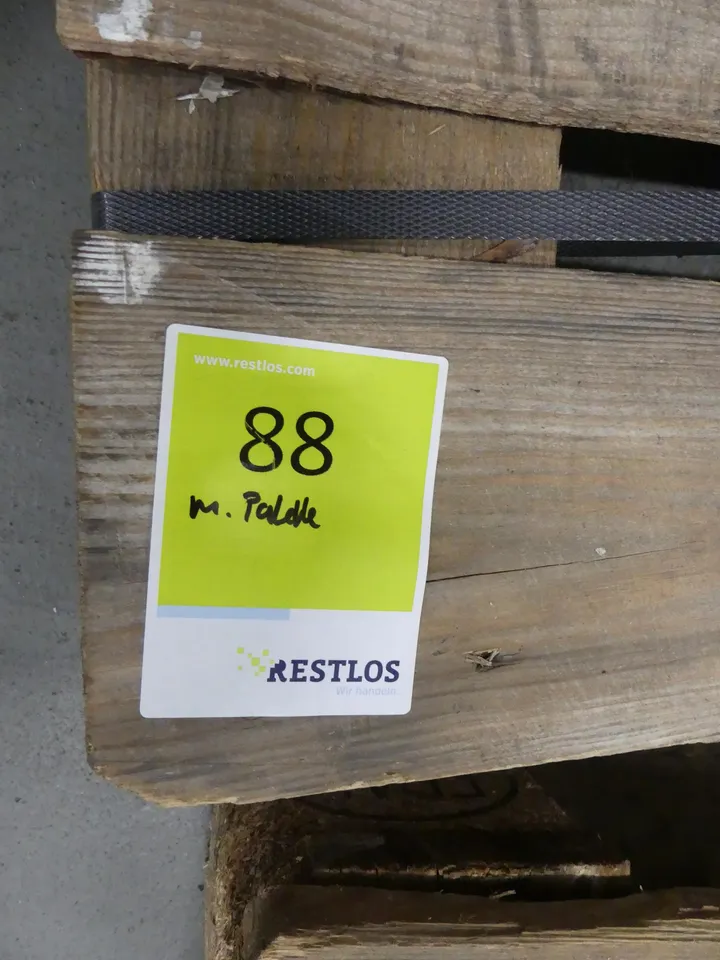 www.restlos.com
88
m. Palette
RESTLOS
Wir handeln.